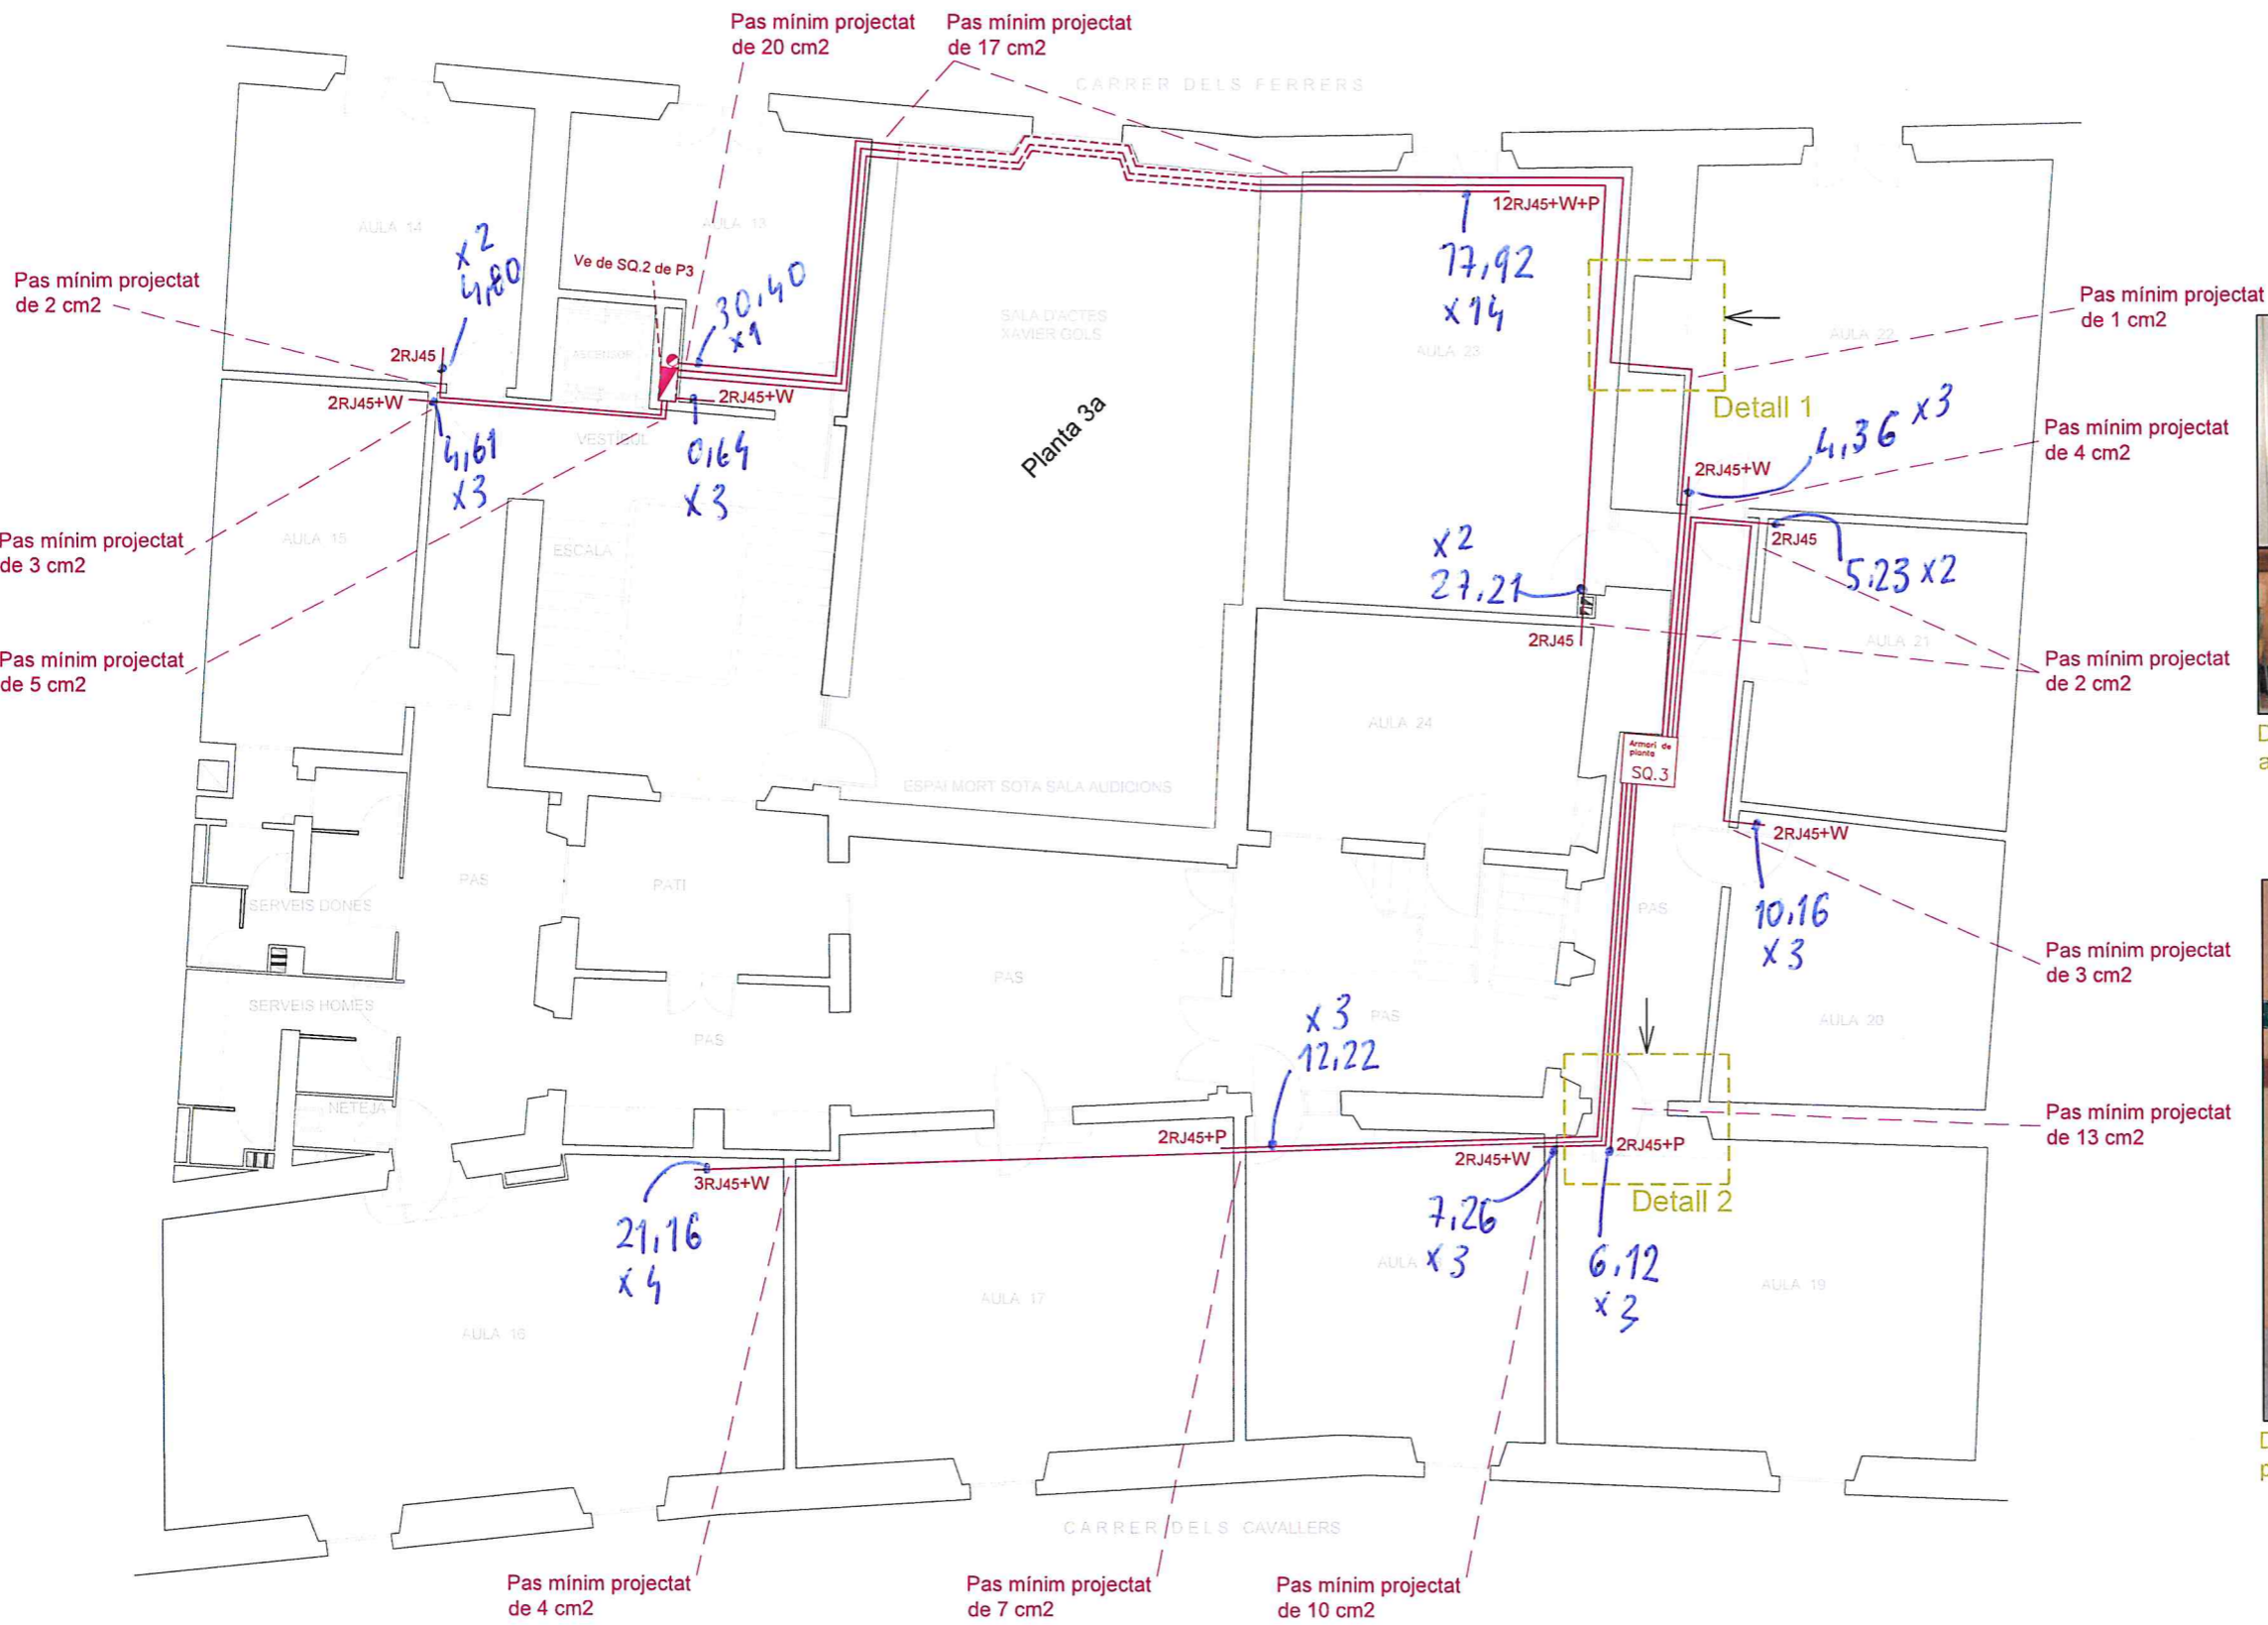 Pas mínim projectat
de 20 cm2
Pas mínim projectat
de 17 cm2
CARRER DELS FERRERS
12RJ45+W+P
17,92
x14
AULA 14
AULA 13
x2
4,80
Ve de SQ.2 de P3
30,40
x1
Pas mínim projectat
de 2 cm2
2RJ45
ASCENSOR
2RJ45+W
2RJ45+W
VESTÍBUL
4,61
x3
0,64
x3
SALA D'ACTES
XAVIER GOLS
Planta 3a
AULA 23
AULA 22
Pas mínim projectat
de 1 cm2
Detall 1
4,36 x3
Pas mínim projectat
de 4 cm2
2RJ45+W
2RJ45
5,23 x2
Pas mínim projectat
de 3 cm2
AULA 15
ESCALA
x2
27,21
2RJ45
AULA 21
Pas mínim projectat
de 5 cm2
Pas mínim projectat
de 2 cm2
AULA 24
Armari de
planta
SQ.3
ESPAI MORT SOTA SALA AUDICIONS
2RJ45+W
10,16
x3
PAS
PATI
SERVEIS DONES
PAS
PAS
Pas mínim projectat
de 3 cm2
SERVEIS HOMES
PAS
x3
12,22
PAS
AULA 20
NETEJA
Pas mínim projectat
de 13 cm2
2RJ45+P
2RJ45+W
2RJ45+P
3RJ45+W
Detall 2
21,16
x4
7,26
x3
6,12
x3
AULA
AULA 16
AULA 17
AULA 19
CARRER DELS CAVALLERS
Pas mínim projectat
de 4 cm2
Pas mínim projectat
de 7 cm2
Pas mínim projectat
de 10 cm2